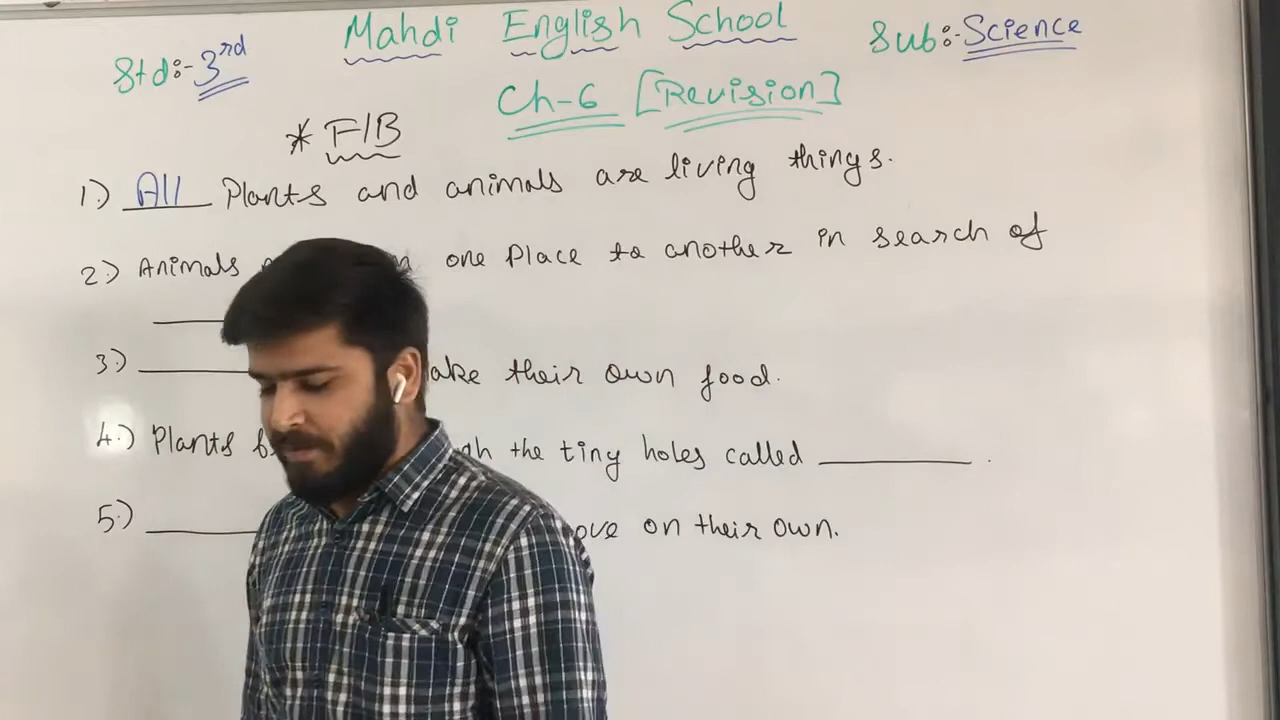 Mahdi English School
Std:- 3rd
Sub:- Science
Ch-6 [Revision]
* F/B
1.) All Plants and animals are living things.
2.) Animals one place to another in search of
3.) their own food.
4.) Plants the tiny holes called ________ .
5.) on their own.